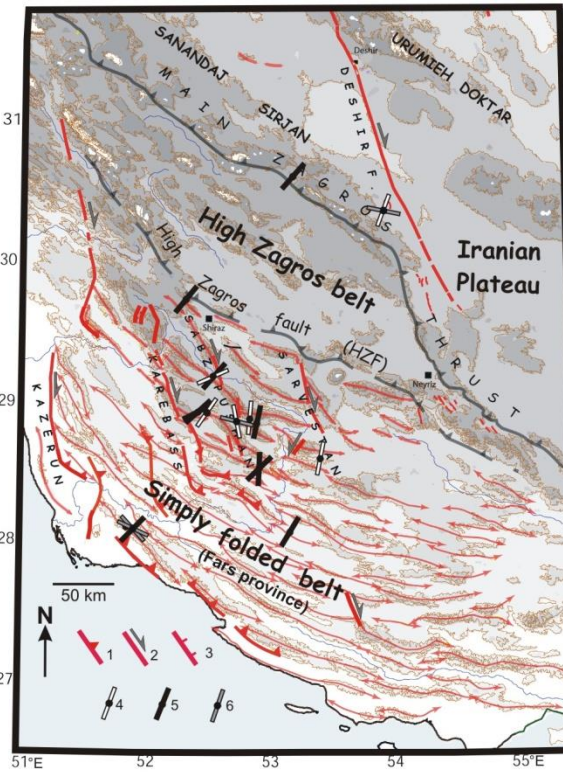 SANANDAJ
SIRJAN
URUMIEH DOKTAR
Deshir
DESHIR F.
MAIN ZAGROS THRUST
31
High Zagros belt
Iranian
Plateau
30
High Zagros fault (HZF)
Shiraz
SABZ PUSHAN
SARVESTAN
KAREBASS
KAZERUN
Neyriz
29
Simply folded belt
(Fars province)
28
50 km
N
1
2
3
27
4
5
6
51°E
52
53
54
55°E